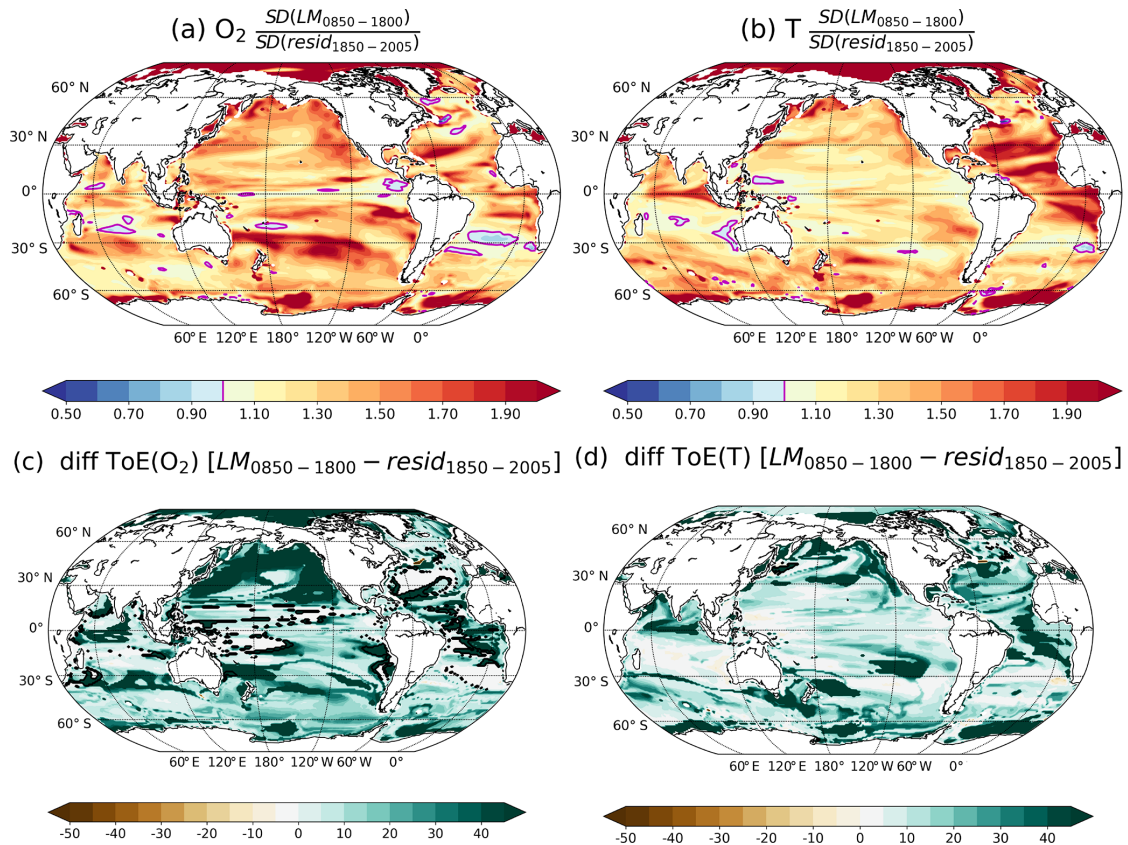 (a) O₂ SD(LM₀₈₅₀₋₁₈₀₀) / SD(resid₁₈₅₀₋₂₀₀₅)
(b) T SD(LM₀₈₅₀₋₁₈₀₀) / SD(resid₁₈₅₀₋₂₀₀₅)
60° N
30° N
0°
30° S
60° S
60°E 120°E 180° 120°W 60°W 0°
60° N
30° N
0°
30° S
60° S
60°E 120°E 180° 120°W 60°W 0°
0.50 0.70 0.90 1.10 1.30 1.50 1.70 1.90
0.50 0.70 0.90 1.10 1.30 1.50 1.70 1.90
(c) diff ToE(O₂) [LM₀₈₅₀₋₁₈₀₀ − resid₁₈₅₀₋₂₀₀₅]
(d) diff ToE(T) [LM₀₈₅₀₋₁₈₀₀ − resid₁₈₅₀₋₂₀₀₅]
60° N
30° N
0°
30° S
60° S
60°E 120°E 180° 120°W 60°W 0°
60° N
30° N
0°
30° S
60° S
60°E 120°E 180° 120°W 60°W 0°
-50 -40 -30 -20 -10 0 10 20 30 40
-50 -40 -30 -20 -10 0 10 20 30 40